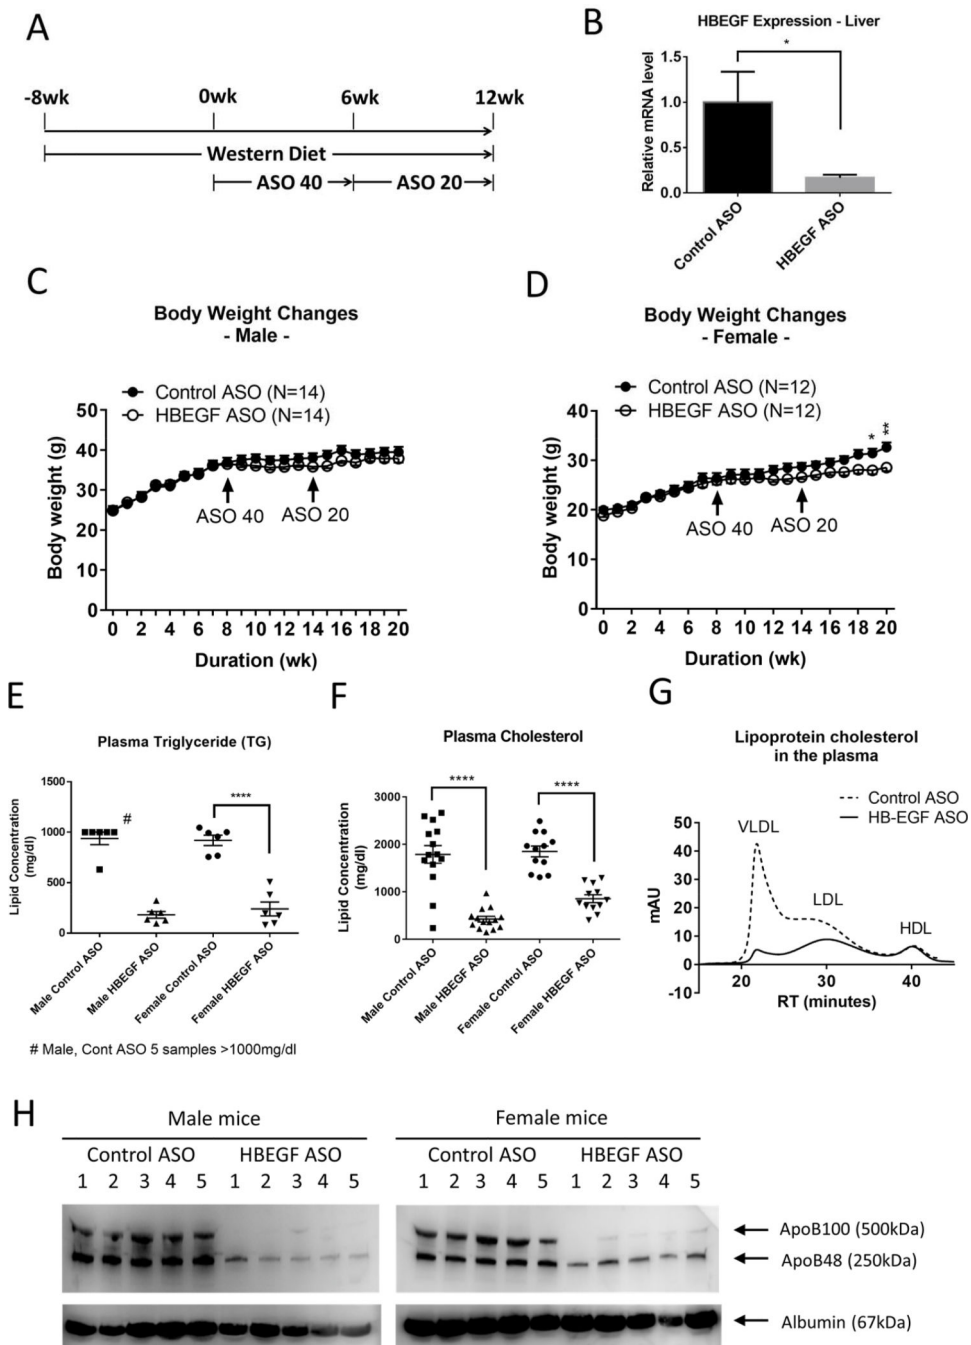 A
-8wk 0wk 6wk 12wk
Western Diet
ASO 40 ASO 20
B
HBEGF Expression - Liver
*
Relative mRNA level
1.5
1.0
0.5
0.0
Control ASO
HBEGF ASO
C
Body Weight Changes
- Male -
Control ASO (N=14)
HBEGF ASO (N=14)
Body weight (g)
50
40
30
20
10
0
ASO 40
ASO 20
0 2 4 6 8 10 12 14 16 18 20
Duration (wk)
D
Body Weight Changes
- Female -
Control ASO (N=12)
HBEGF ASO (N=12)
Body weight (g)
40
30
20
10
0
* **
ASO 40
ASO 20
0 2 4 6 8 10 12 14 16 18 20
Duration (wk)
E
Plasma Triglyceride (TG)
Lipid Concentration
(mg/dl)
1500
1000
500
0
#
****
Male Control ASO
Male HBEGF ASO
Female Control ASO
Female HBEGF ASO
# Male, Cont ASO 5 samples >1000mg/dl
F
Plasma Cholesterol
Lipid Concentration
(mg/dl)
3000
2000
1000
0
**** ****
Male Control ASO
Male HBEGF ASO
Female Control ASO
Female HBEGF ASO
G
Lipoprotein cholesterol
in the plasma
Control ASO
HB-EGF ASO
mAU
50
40
30
20
10
0
-10
VLDL
LDL
HDL
20 30 40
RT (minutes)
H
Male mice Female mice
Control ASO HBEGF ASO Control ASO HBEGF ASO
1 2 3 4 5 1 2 3 4 5 1 2 3 4 5 1 2 3 4 5
ApoB100 (500kDa)
ApoB48 (250kDa)
Albumin (67kDa)